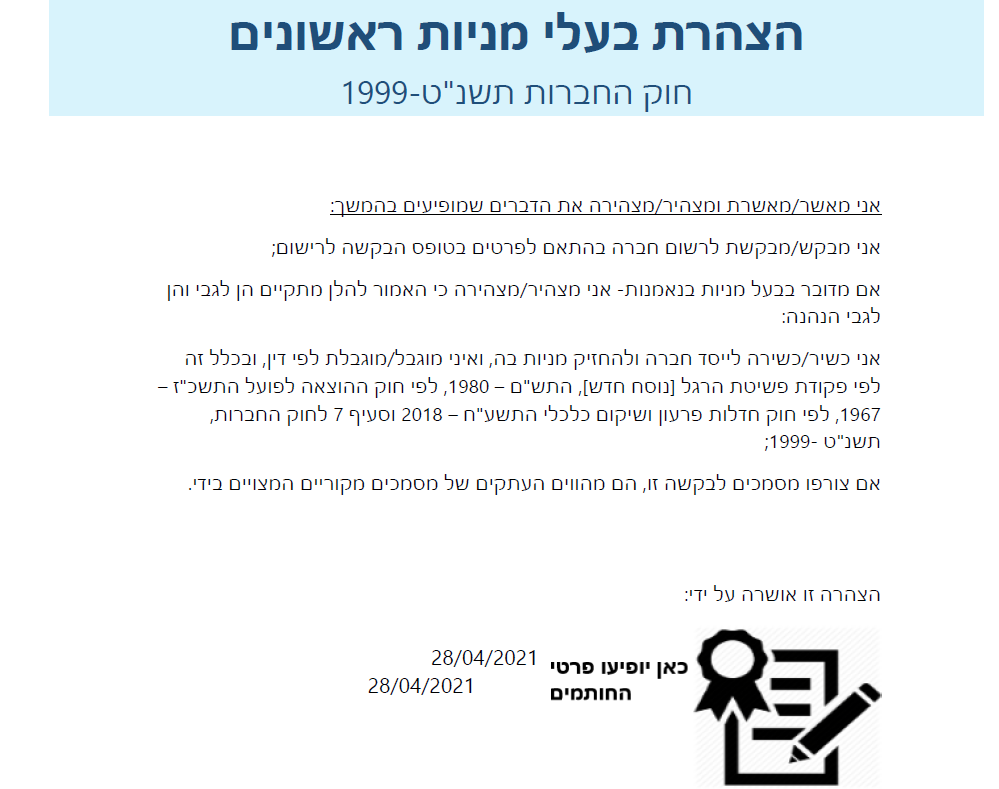 הצהרת בעלי מניות ראשונים
חוק החברות תשנ"ט-1999
אני מאשר/מאשרת ומצהיר/מצהירה את הדברים שמופיעים בהמשך:
אני מבקש/מבקשת לרשום חברה בהתאם לפרטים בטופס הבקשה לרישום;
אם מדובר בבעל מניות בנאמנות- אני מצהיר/מצהירה כי האמור להלן מתקיים הן לגבי והן
לגבי הנהנה:
אני כשיר/כשירה לייסד חברה ולהחזיק מניות בה, ואיני מוגבל/מוגבלת לפי דין, ובכלל זה
לפי פקודת פשיטת הרגל [נוסח חדש], התש"ם – 1980, לפי חוק ההוצאה לפועל התשכ"ז –
1967, לפי חוק חדלות פרעון ושיקום כלכלי התשע"ח – 2018 וסעיף 7 לחוק החברות,
תשנ"ט -1999;
אם צורפו מסמכים לבקשה זו, הם מהווים העתקים של מסמכים מקוריים המצויים בידי.
הצהרה זו אושרה על ידי:
כאן יופיעו פרטי
החותמים
28/04/2021
28/04/2021